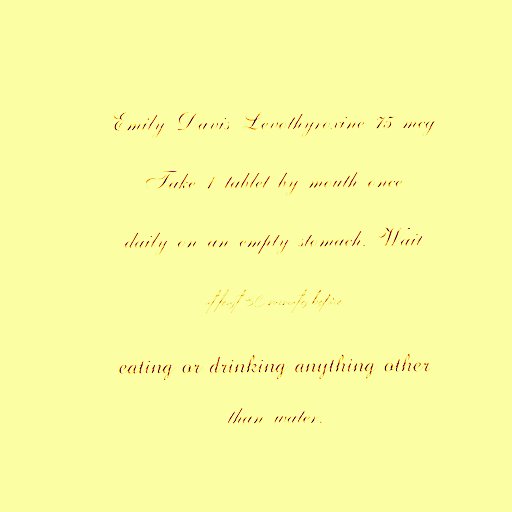 Emily Davis Levothyroxine 75 mcg
Take 1 tablet by mouth once
daily on an empty stomach. Wait
eating or drinking anything other
than water.